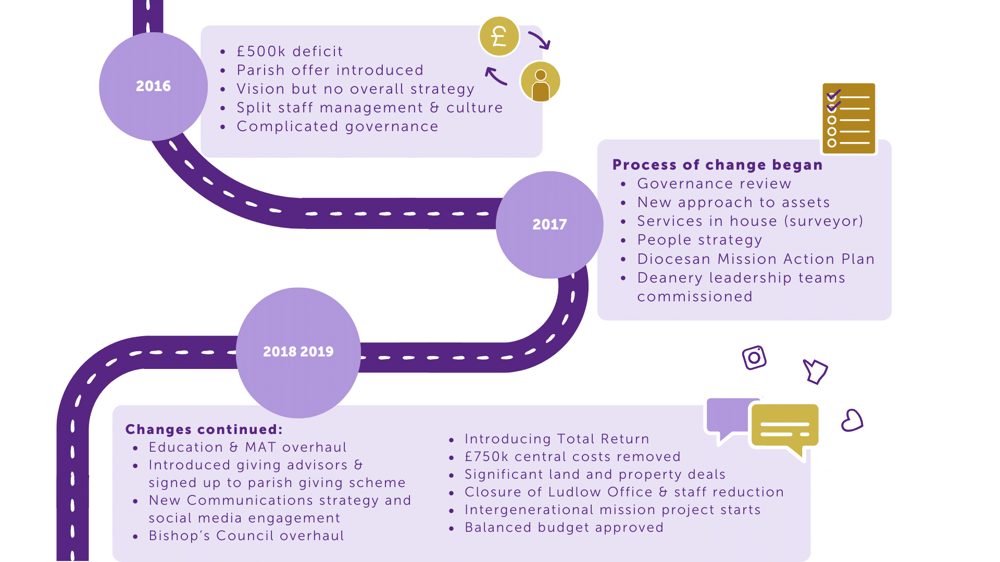 2016
• £500k deficit
• Parish offer introduced
• Vision but no overall strategy
• Split staff management & culture
• Complicated governance
£
2017
Process of change began
• Governance review
• New approach to assets
• Services in house (surveyor)
• People strategy
• Diocesan Mission Action Plan
• Deanery leadership teams
commissioned
2018 2019
Changes continued:
• Education & MAT overhaul
• Introduced giving advisors &
signed up to parish giving scheme
• New Communications strategy and
social media engagement
• Bishop’s Council overhaul
• Introducing Total Return
• £750k central costs removed
• Significant land and property deals
• Closure of Ludlow Office & staff reduction
• Intergenerational mission project starts
• Balanced budget approved